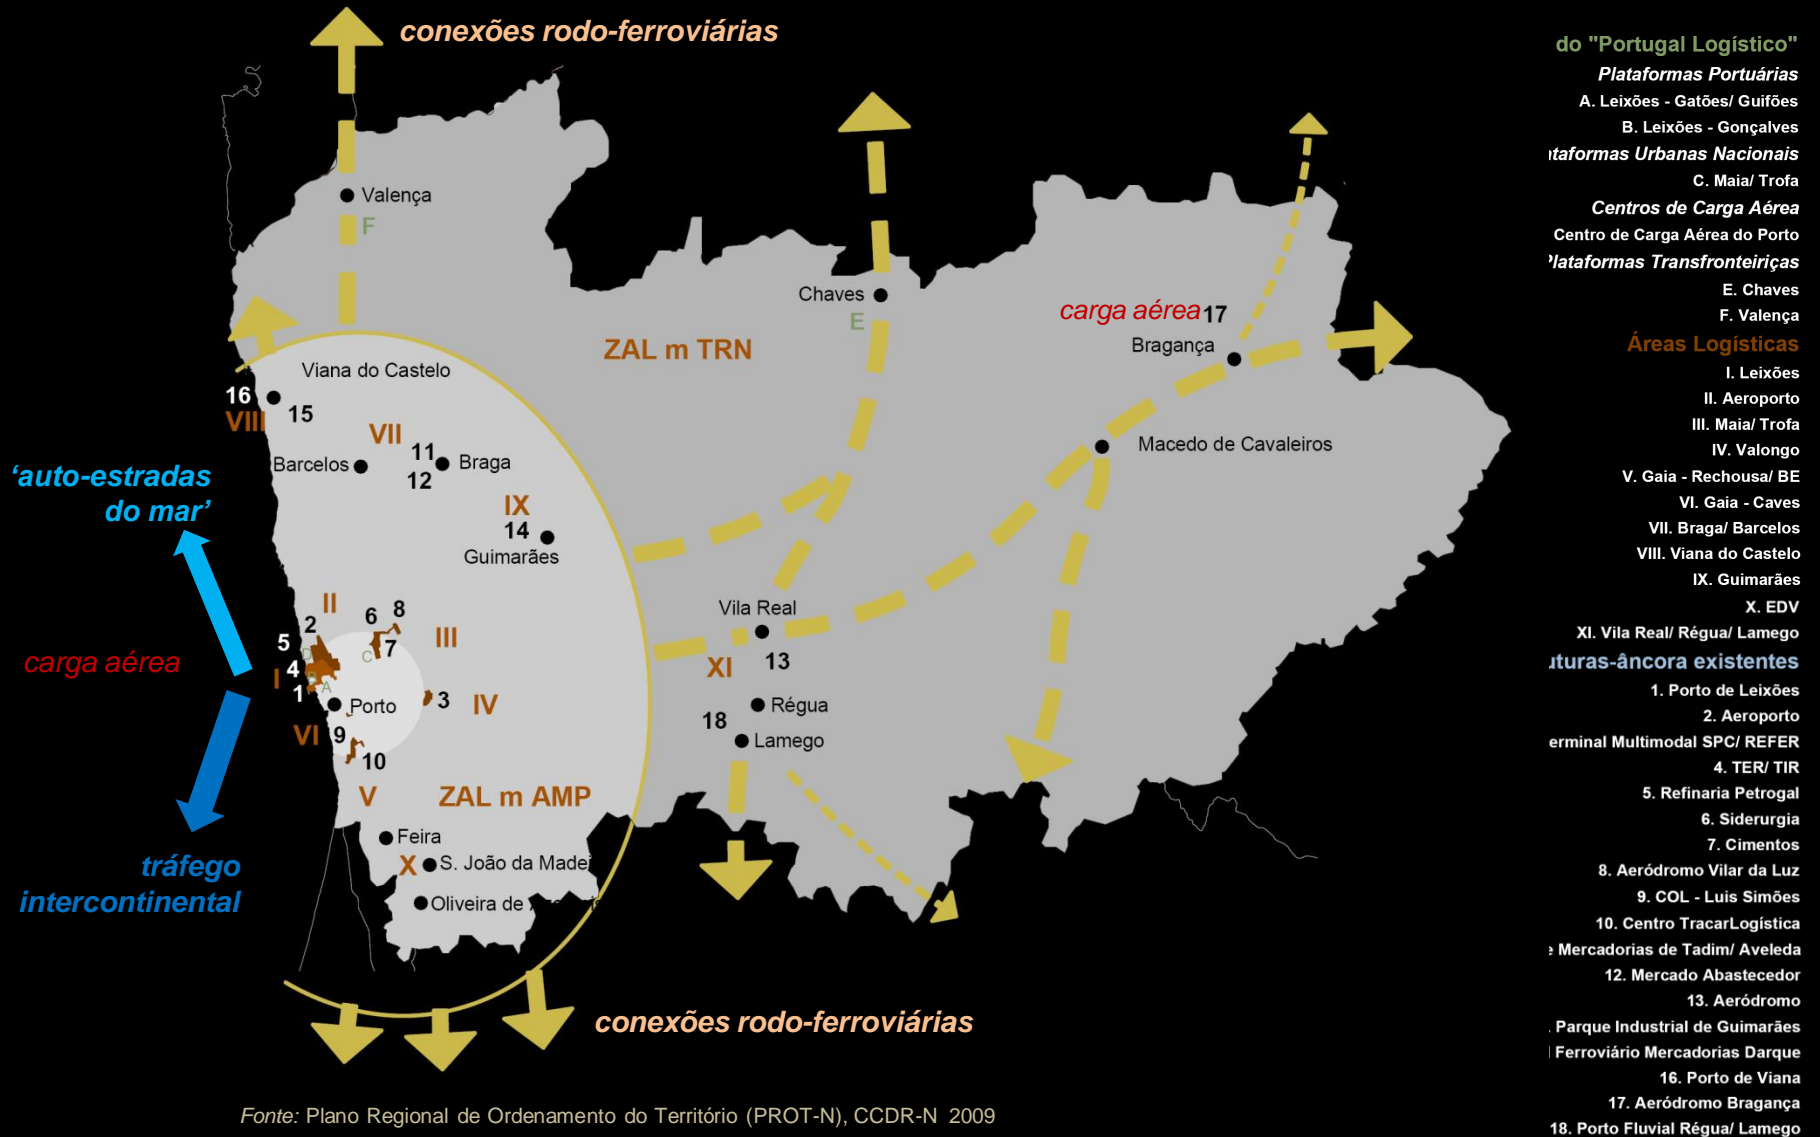 conexões rodo-ferroviárias
Valença
F
Chaves
E
carga aérea 17
Bragança
ZAL m TRN
Viana do Castelo
16
15
VIII
VII
11
Barcelos
Braga
12
Macedo de Cavaleiros
'auto-estradas
do mar'
IX
14
Guimarães
II
8
6
2
Vila Real
5
III
7
D
C
carga aérea
4
XI
13
I
B
A
1
3
IV
Porto
Régua
VI
9
18
Lamego
10
V
ZAL m AMP
Feira
X
S. João da Madei
Oliveira de
tráfego
intercontinental
conexões rodo-ferroviárias
Fonte: Plano Regional de Ordenamento do Território (PROT-N), CCDR-N 2009
do "Portugal Logístico"
Plataformas Portuárias
A. Leixões - Gatões/ Guifões
B. Leixões - Gonçalves
taformas Urbanas Nacionais
C. Maia/ Trofa
Centros de Carga Aérea
Centro de Carga Aérea do Porto
Plataformas Transfronteiriças
E. Chaves
F. Valença
Áreas Logísticas
I. Leixões
II. Aeroporto
III. Maia/ Trofa
IV. Valongo
V. Gaia - Rechousa/ BE
VI. Gaia - Caves
VII. Braga/ Barcelos
VIII. Viana do Castelo
IX. Guimarães
X. EDV
XI. Vila Real/ Régua/ Lamego
uturas-âncora existentes
1. Porto de Leixões
2. Aeroporto
erminal Multimodal SPC/ REFER
4. TER/ TIR
5. Refinaria Petrogal
6. Siderurgia
7. Cimentos
8. Aeródromo Vilar da Luz
9. COL - Luis Simões
10. Centro TracarLogística
e Mercadorias de Tadim/ Aveleda
12. Mercado Abastecedor
13. Aeródromo
. Parque Industrial de Guimarães
l Ferroviário Mercadorias Darque
16. Porto de Viana
17. Aeródromo Bragança
18. Porto Fluvial Régua/ Lamego